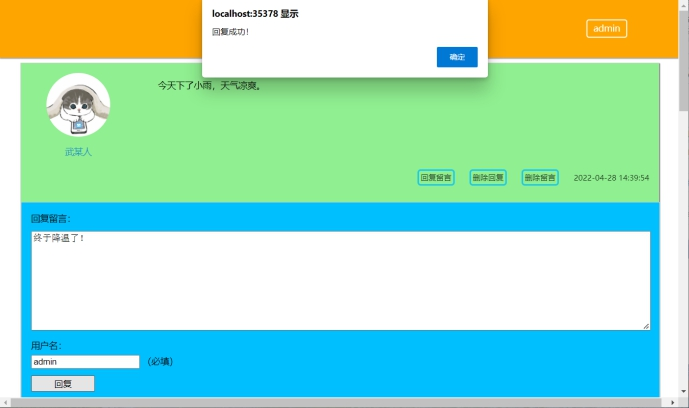 localhost:35378 显示
回复成功！
确定
admin
今天下了小雨，天气凉爽。
武某人
回复留言 删除回复 删除留言 2022-04-28 14:39:54
回复留言：
终于降温了！
用户名：
admin （必填）
回复